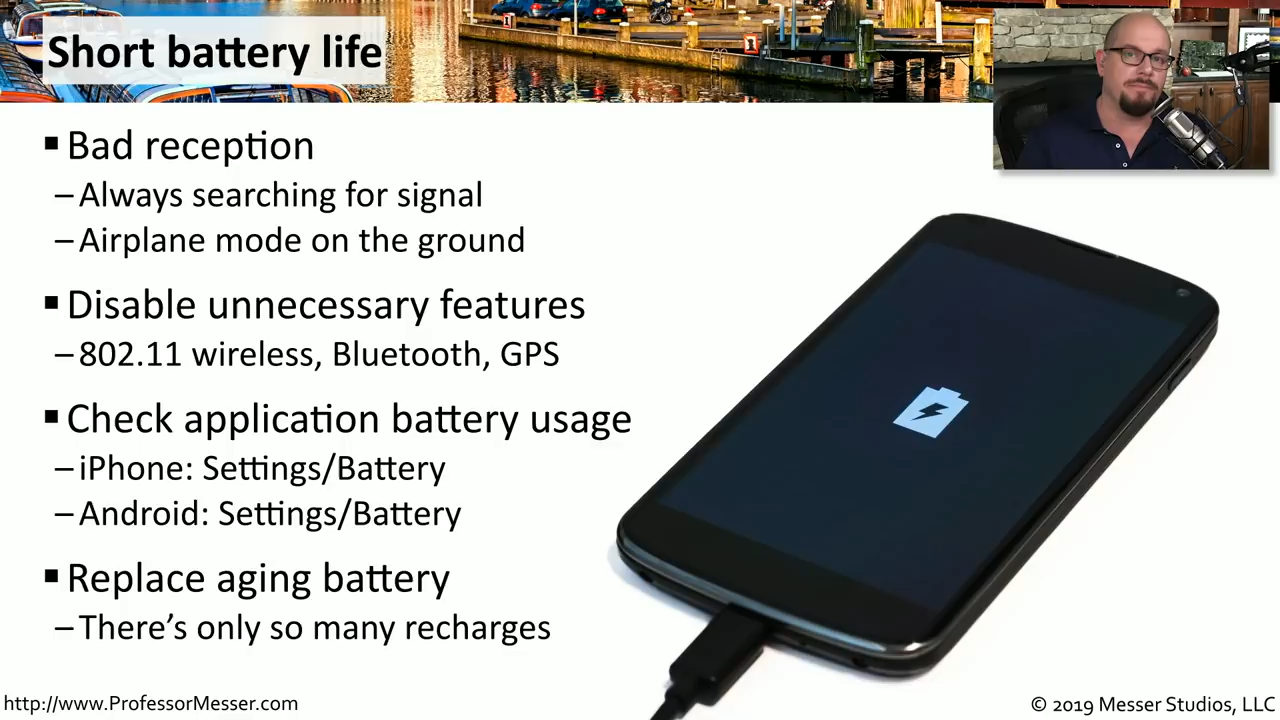 Short battery life
▪ Bad reception
– Always searching for signal
– Airplane mode on the ground
▪ Disable unnecessary features
– 802.11 wireless, Bluetooth, GPS
▪ Check application battery usage
– iPhone: Settings/Battery
– Android: Settings/Battery
▪ Replace aging battery
– There’s only so many recharges
http://www.ProfessorMesser.com
© 2019 Messer Studios, LLC